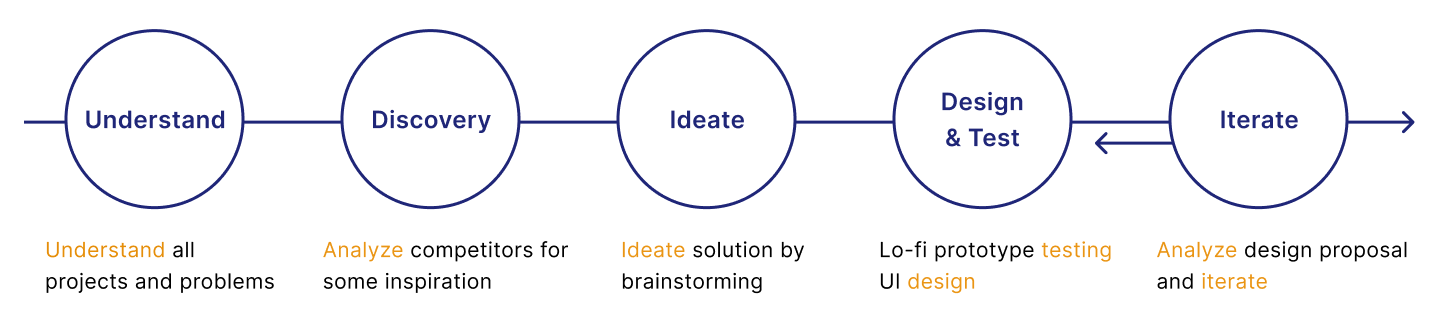 Understand
Discovery
Ideate
Design
& Test
Iterate
Understand all
projects and problems
Analyze competitors for
some inspiration
Ideate solution by
brainstorming
Lo-fi prototype testing
UI design
Analyze design proposal
and iterate